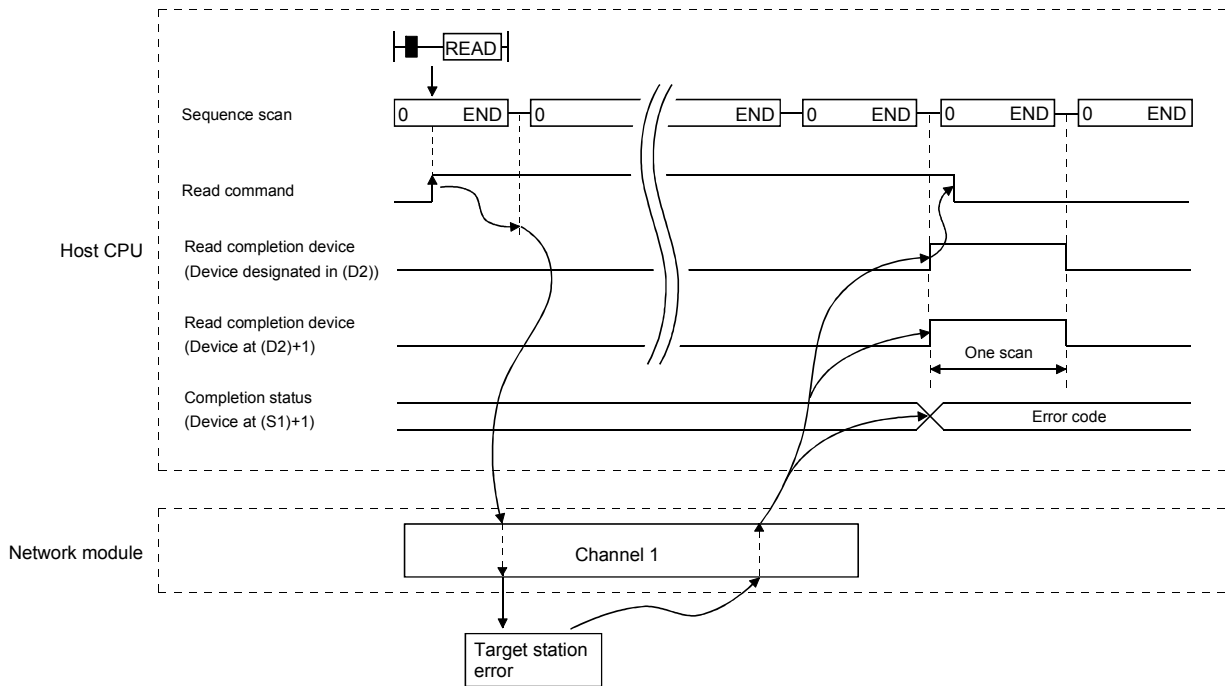 READ
Sequence scan
0 END 0 END 0 END 0 END 0 END
Read command
Host CPU
Read completion device
(Device designated in (D2))
Read completion device
(Device at (D2)+1)
One scan
Completion status
(Device at (S1)+1)
Error code
Network module
Channel 1
Target station
error